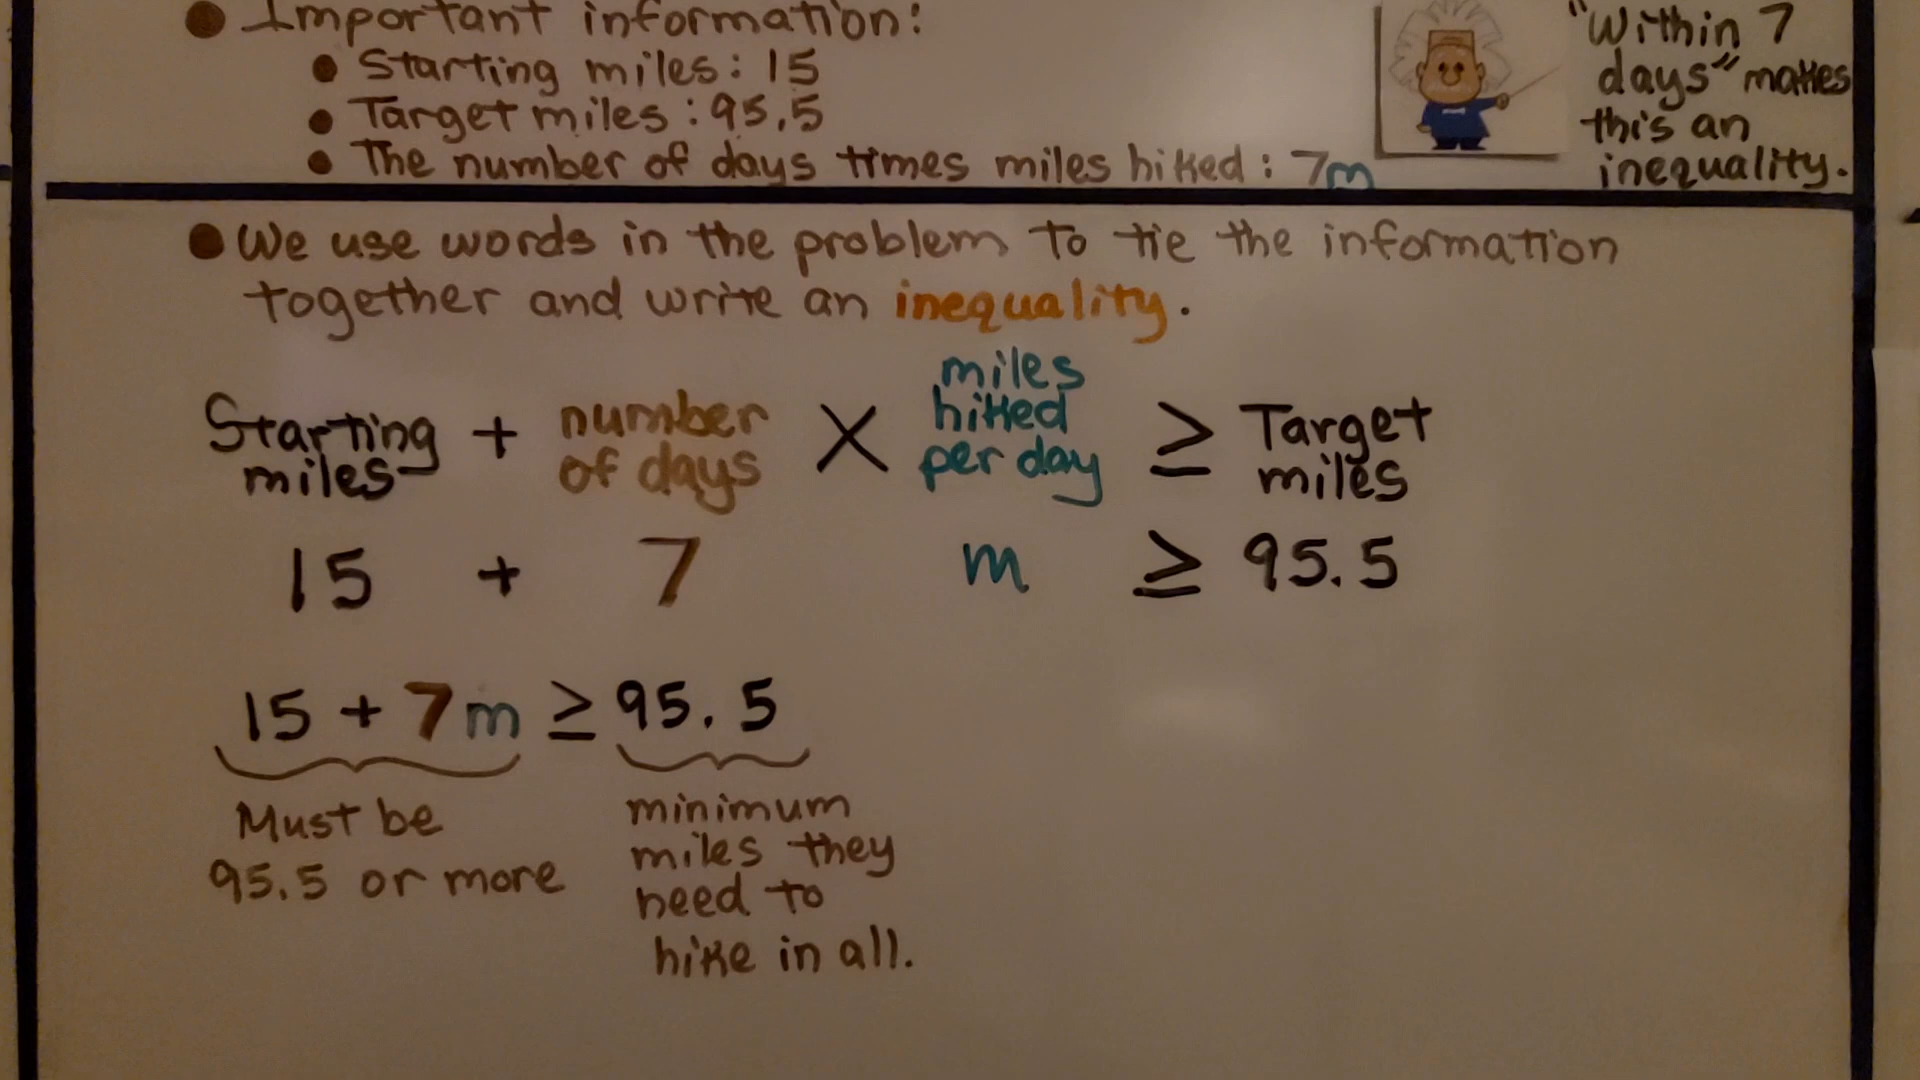 Important information:
Starting miles: 15
Target miles: 95.5
The number of days times miles hiked: 7m
"Within 7
days" makes
this an
inequality.
We use words in the problem to tie the information
together and write an inequality.
Starting miles + number of days × miles hiked per day ≥ Target miles
15 + 7 m ≥ 95.5
15 + 7m ≥ 95.5
Must be
95.5 or more
minimum
miles they
need to
hike in all.